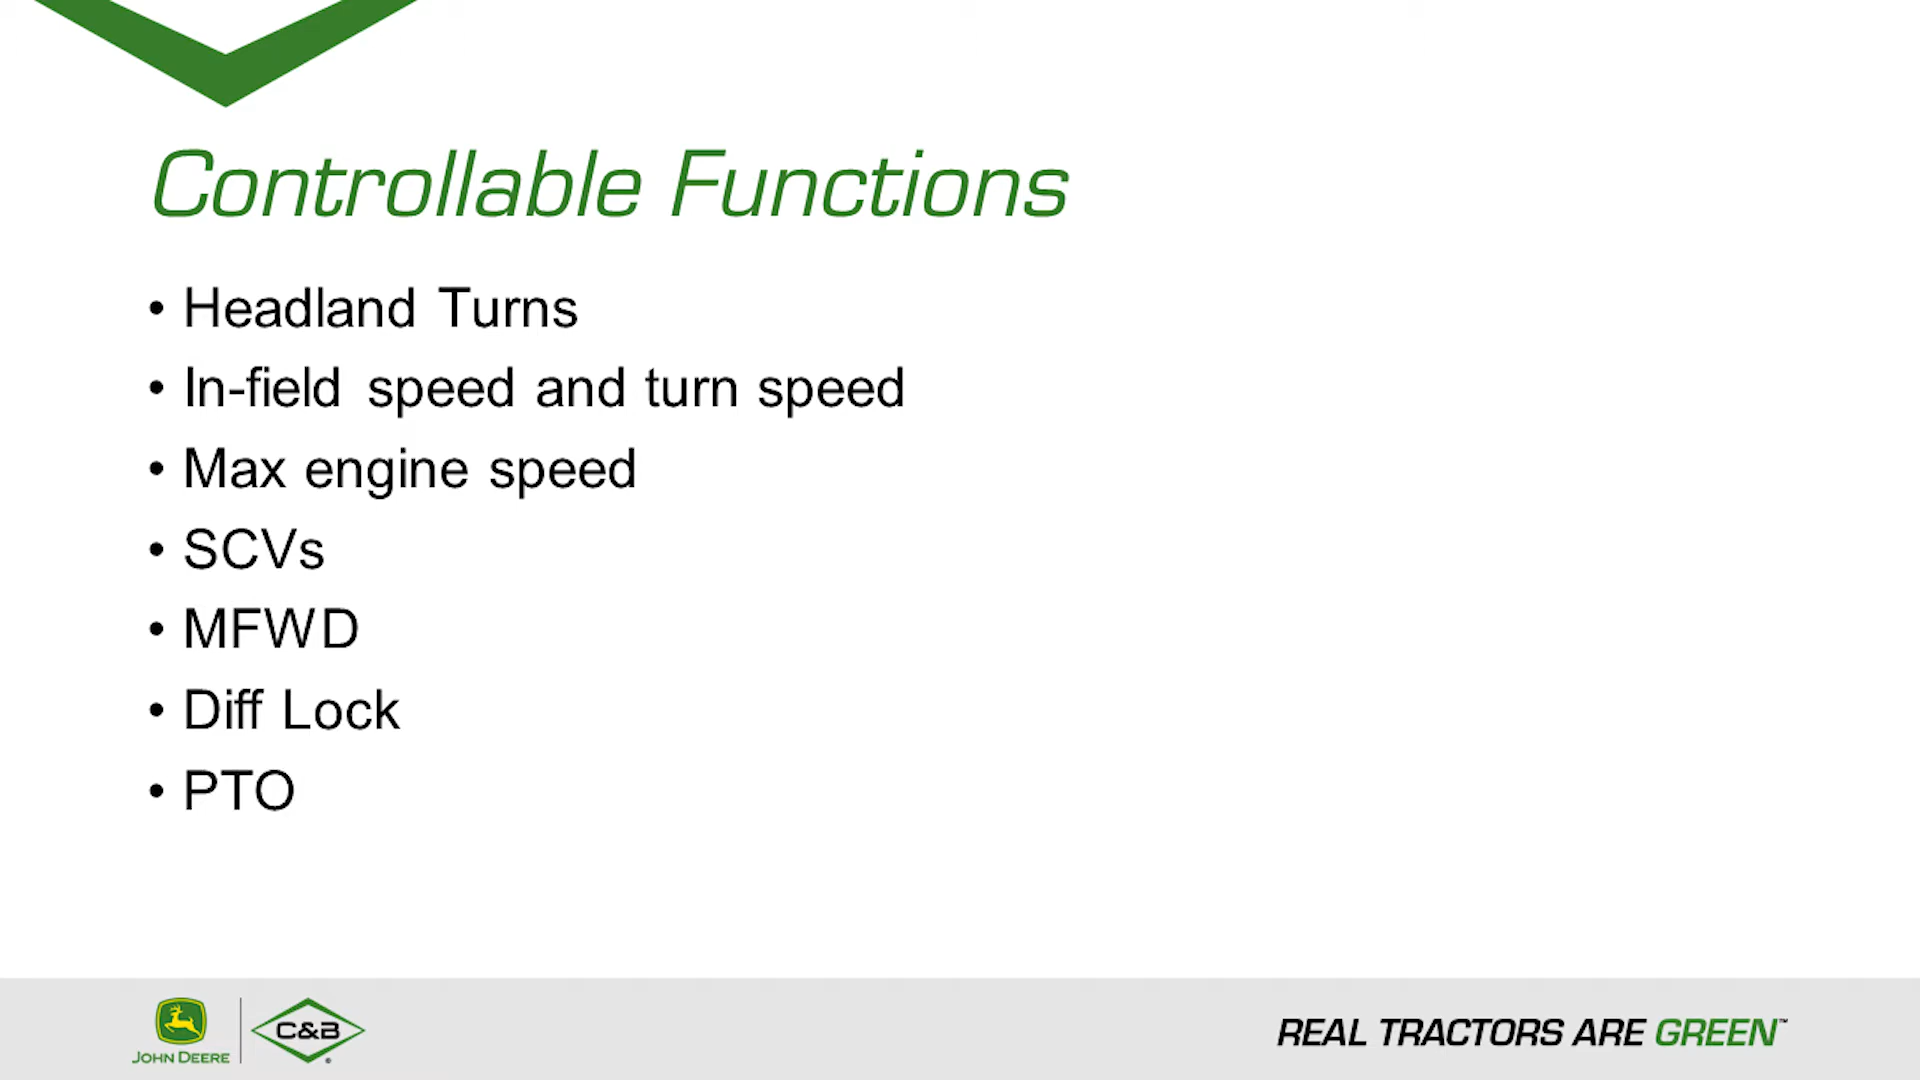 Controllable Functions
• Headland Turns
• In-field speed and turn speed
• Max engine speed
• SCVs
• MFWD
• Diff Lock
• PTO
JOHN DEERE
C&B®
REAL TRACTORS ARE GREEN™